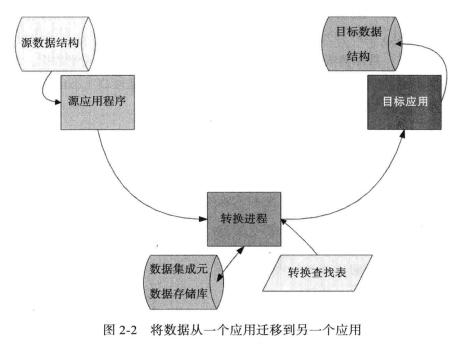 源数据结构
目标数据
结构
源应用程序
目标应用
转换进程
数据集成元
数据存储库
转换查找表
图 2-2 将数据从一个应用迁移到另一个应用